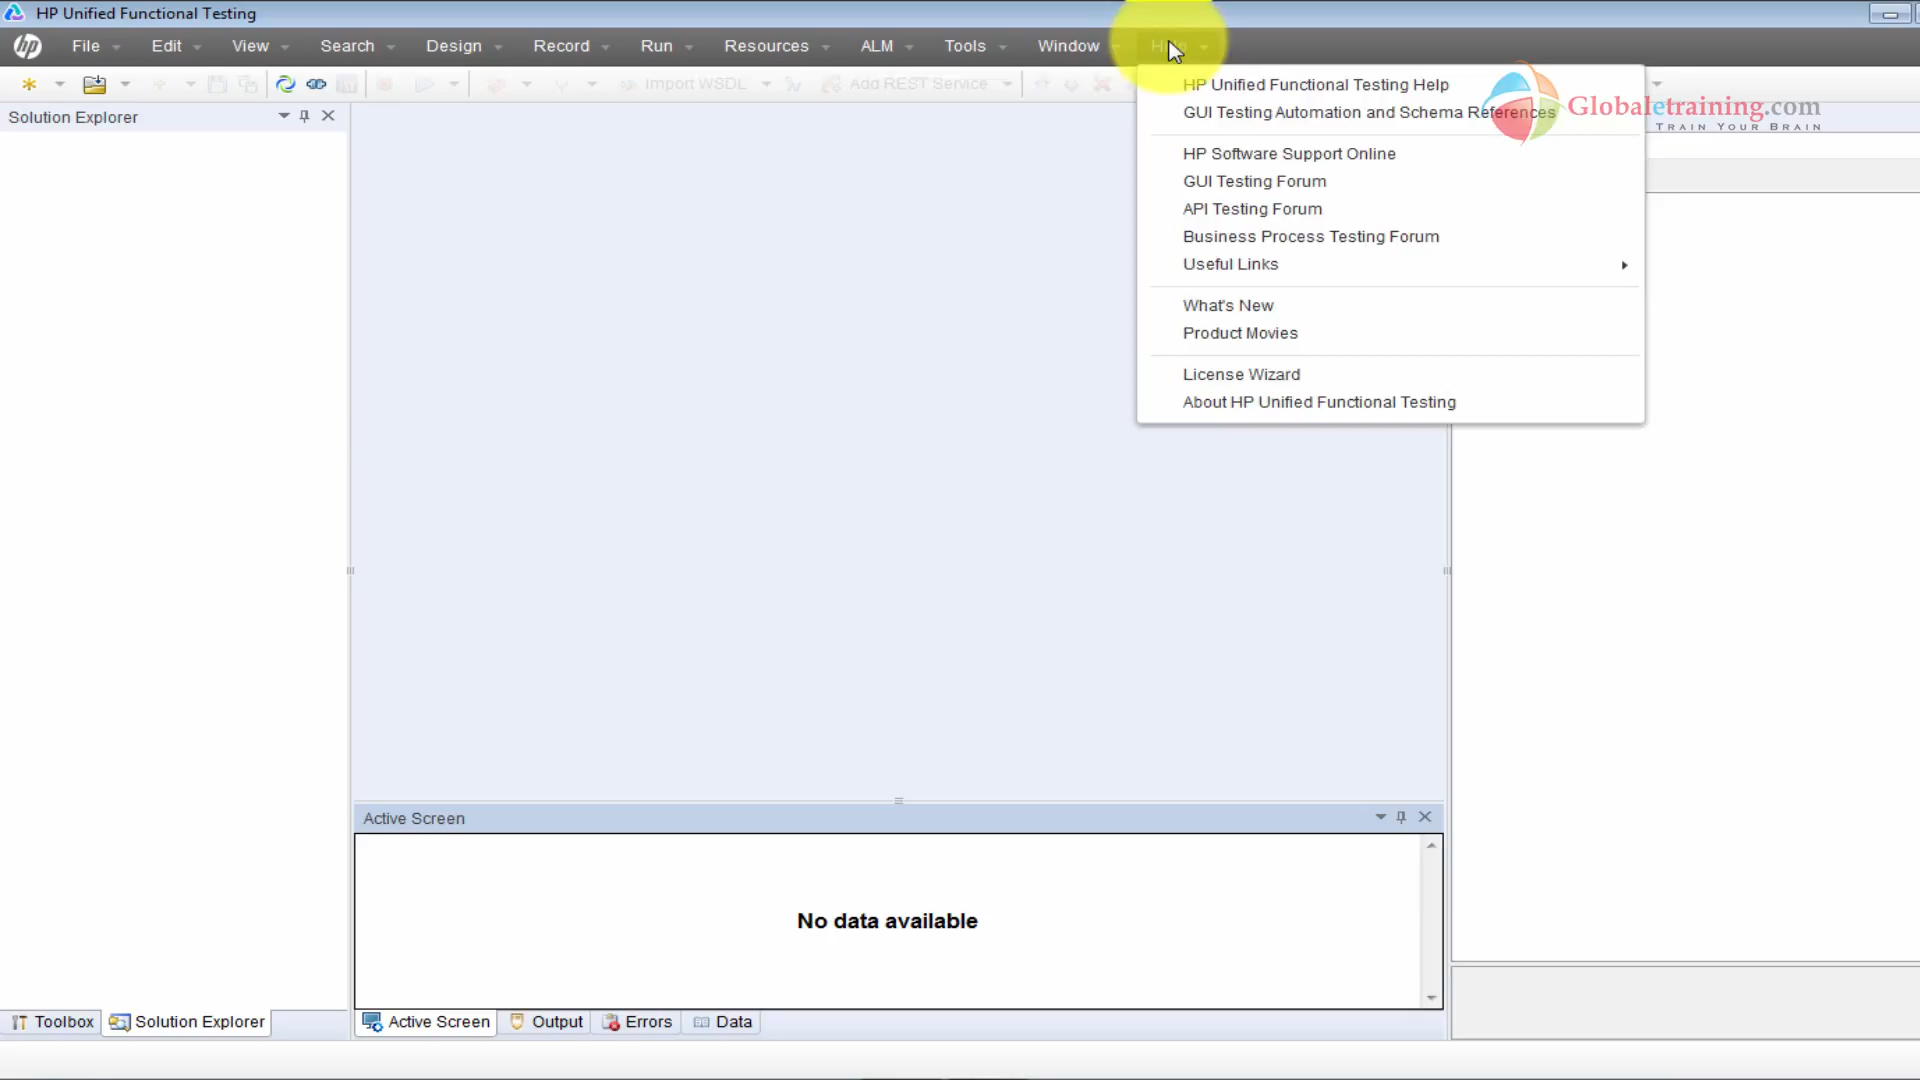 HP Unified Functional Testing
hp File Edit View Search Design Record Run Resources ALM Tools Window Help
Import WSDL Add REST Service
Solution Explorer
HP Unified Functional Testing Help
GUI Testing Automation and Schema References
HP Software Support Online
GUI Testing Forum
API Testing Forum
Business Process Testing Forum
Useful Links
What's New
Product Movies
License Wizard
About HP Unified Functional Testing
Globaletraining.com
TRAIN YOUR BRAIN
Active Screen
No data available
Toolbox Solution Explorer
Active Screen Output Errors Data